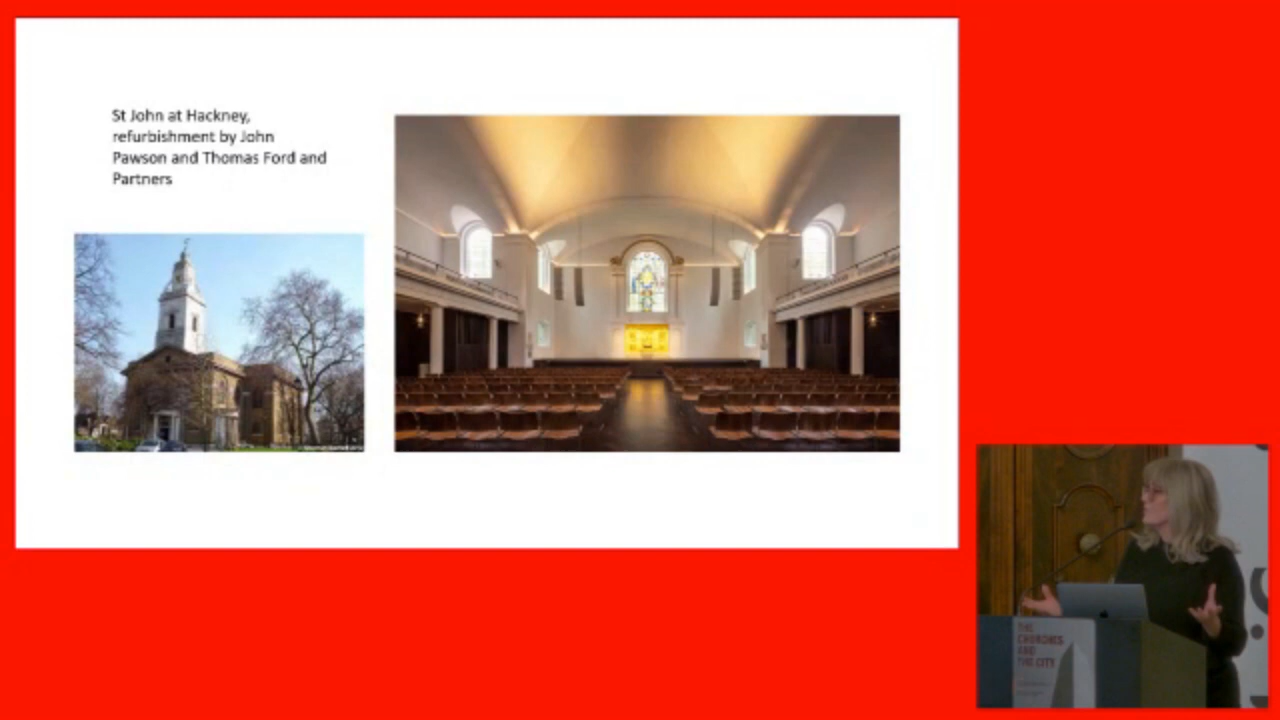 St John at Hackney,
refurbishment by John
Pawson and Thomas Ford and
Partners
THE
CHURCHES
AND
THE CITY